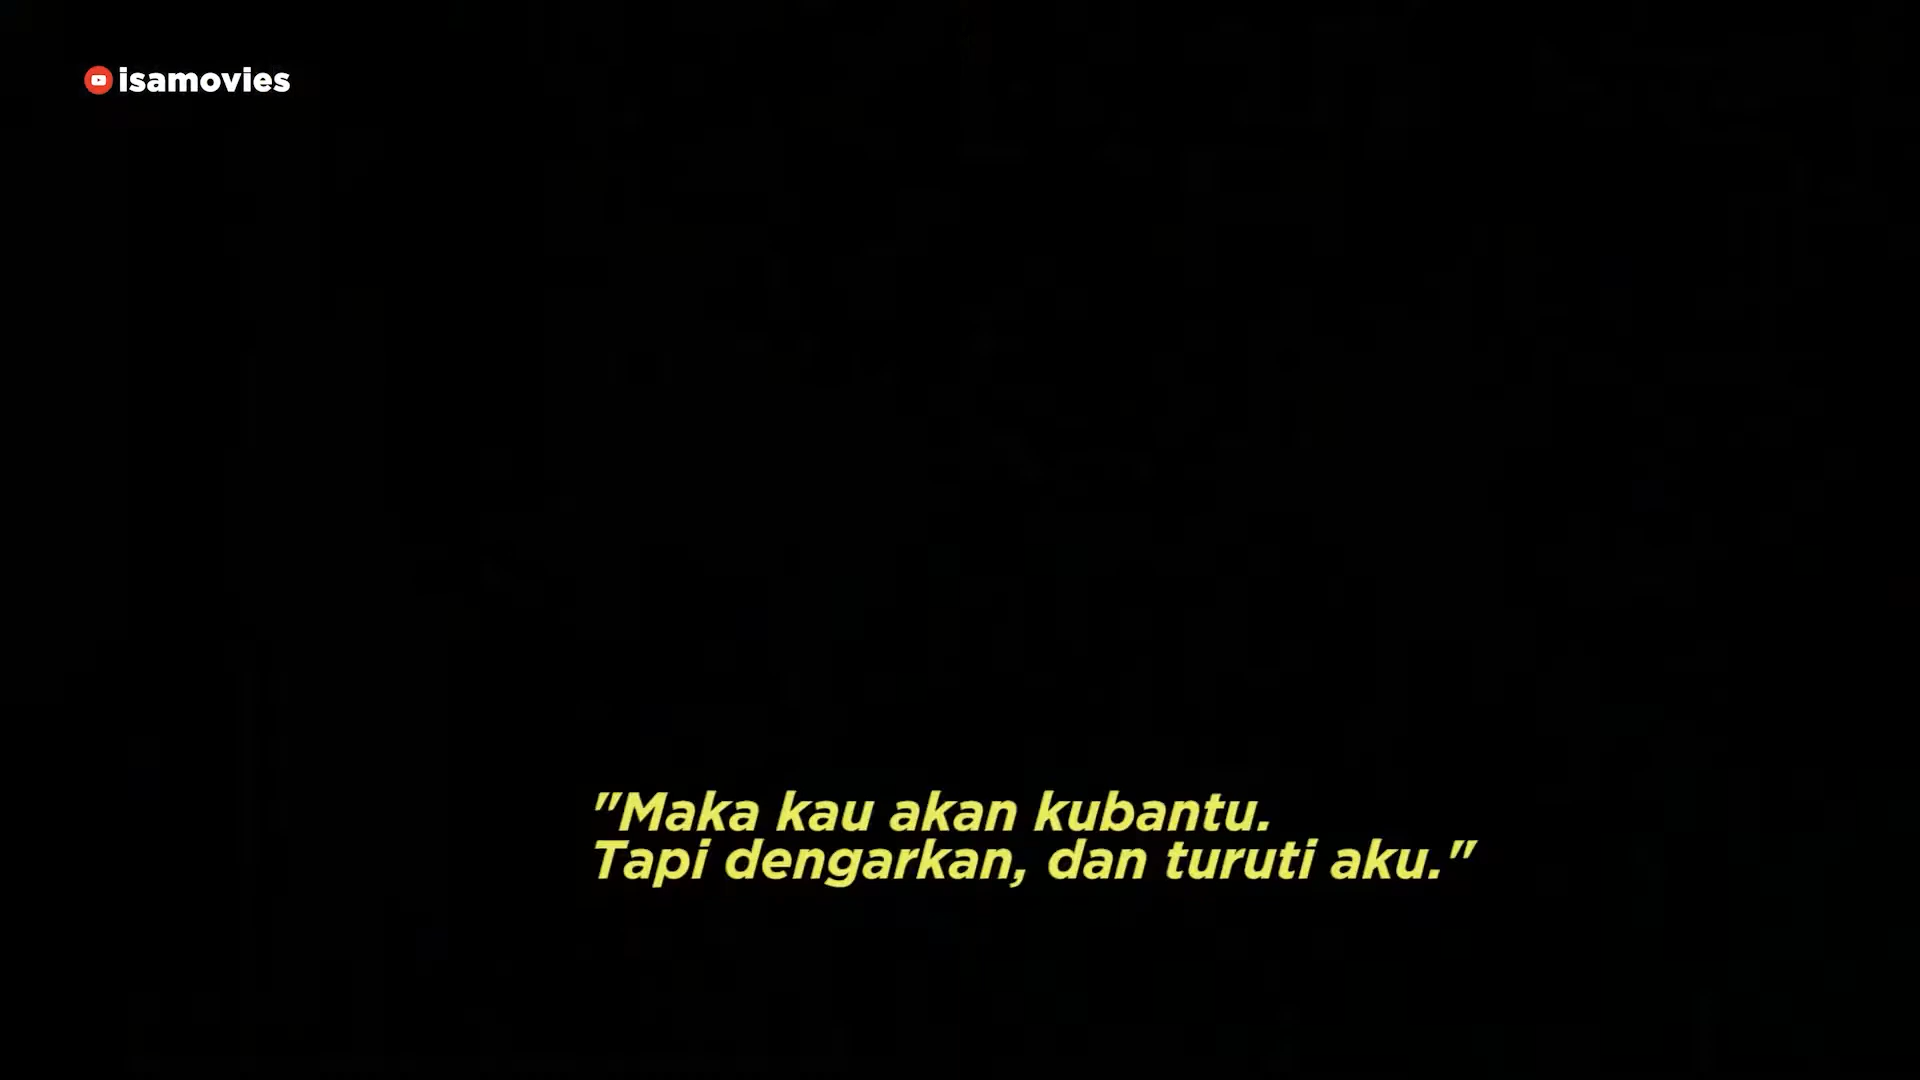 isamovies
"Maka kau akan kubantu.
Tapi dengarkan, dan turuti aku."